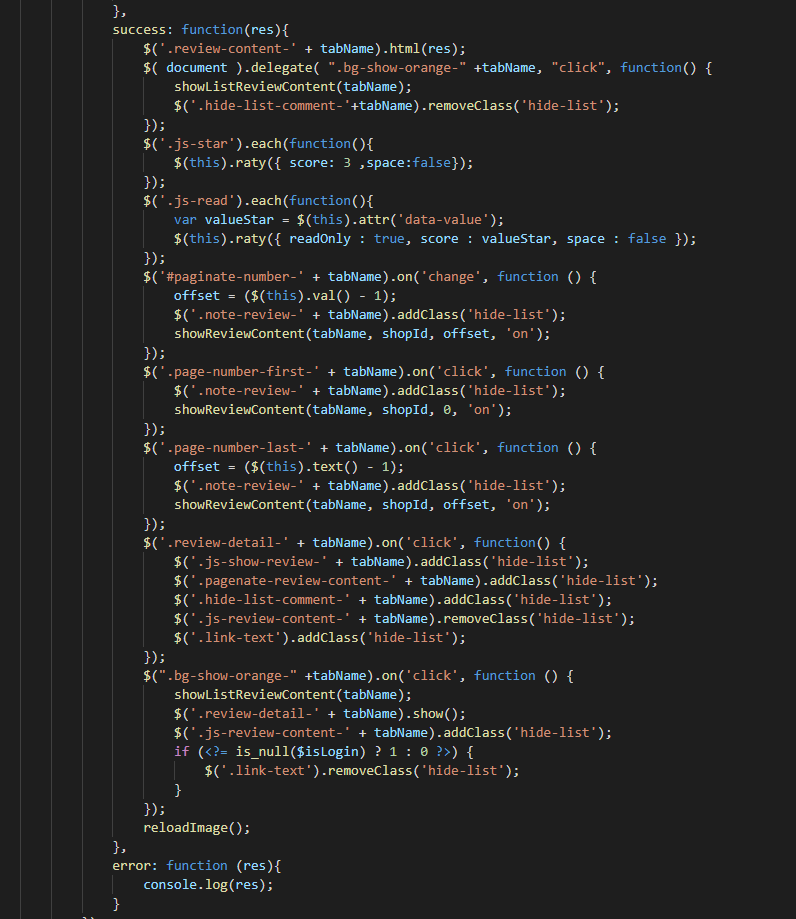 },
success: function(res){
$('.review-content-' + tabName).html(res);
$( document ).delegate( ".bg-show-orange-" +tabName, "click", function() {
showListReviewContent(tabName);
$('.hide-list-comment-'+tabName).removeClass('hide-list');
});
$('.js-star').each(function(){
$(this).raty({ score: 3 ,space:false});
});
$('.js-read').each(function(){
var valueStar = $(this).attr('data-value');
$(this).raty({ readOnly : true, score : valueStar, space : false });
});
$('#paginate-number-' + tabName).on('change', function () {
offset = ($(this).val() - 1);
$('.note-review-' + tabName).addClass('hide-list');
showReviewContent(tabName, shopId, offset, 'on');
});
$('.page-number-first-' + tabName).on('click', function () {
$('.note-review-' + tabName).addClass('hide-list');
showReviewContent(tabName, shopId, 0, 'on');
});
$('.page-number-last-' + tabName).on('click', function () {
offset = ($(this).text() - 1);
$('.note-review-' + tabName).addClass('hide-list');
showReviewContent(tabName, shopId, offset, 'on');
});
$('.review-detail-' + tabName).on('click', function() {
$('.js-show-review-' + tabName).addClass('hide-list');
$('.pagenate-review-content-' + tabName).addClass('hide-list');
$('.hide-list-comment-' + tabName).addClass('hide-list');
$('.js-review-content-' + tabName).removeClass('hide-list');
$('.link-text').addClass('hide-list');
});
$(".bg-show-orange-" +tabName).on('click', function () {
showListReviewContent(tabName);
$('.review-detail-' + tabName).show();
$('.js-review-content-' + tabName).addClass('hide-list');
if (<?= is_null($isLogin) ? 1 : 0 ?>) {
$('.link-text').removeClass('hide-list');
}
});
reloadImage();
},
error: function (res){
console.log(res);
}